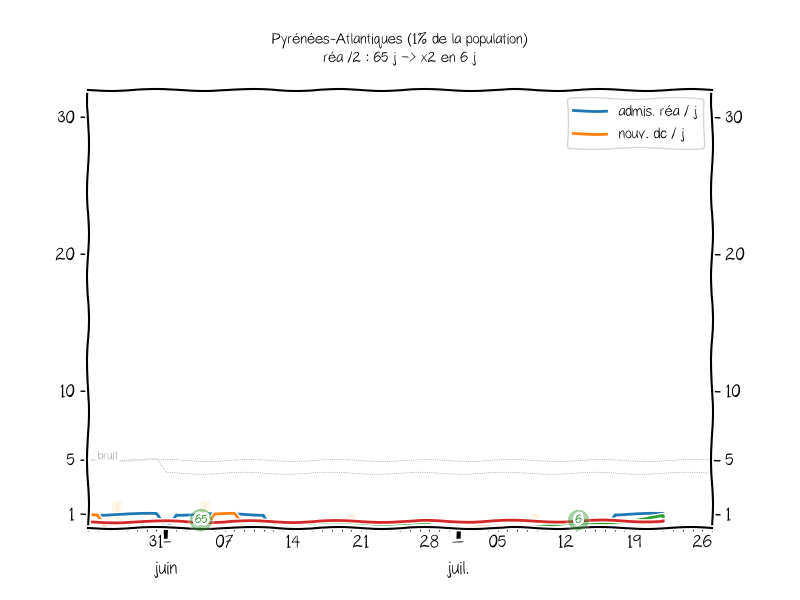 Pyrénées-Atlantiques (1% de la population)
réa /2 : 65 j -> x2 en 6 j
admis. réa / j
nouv. dc / j
30 30
20 20
10 10
5 bruit 5
1 65 6 1
31 07 14 21 28 05 12 19 26
juin juil.